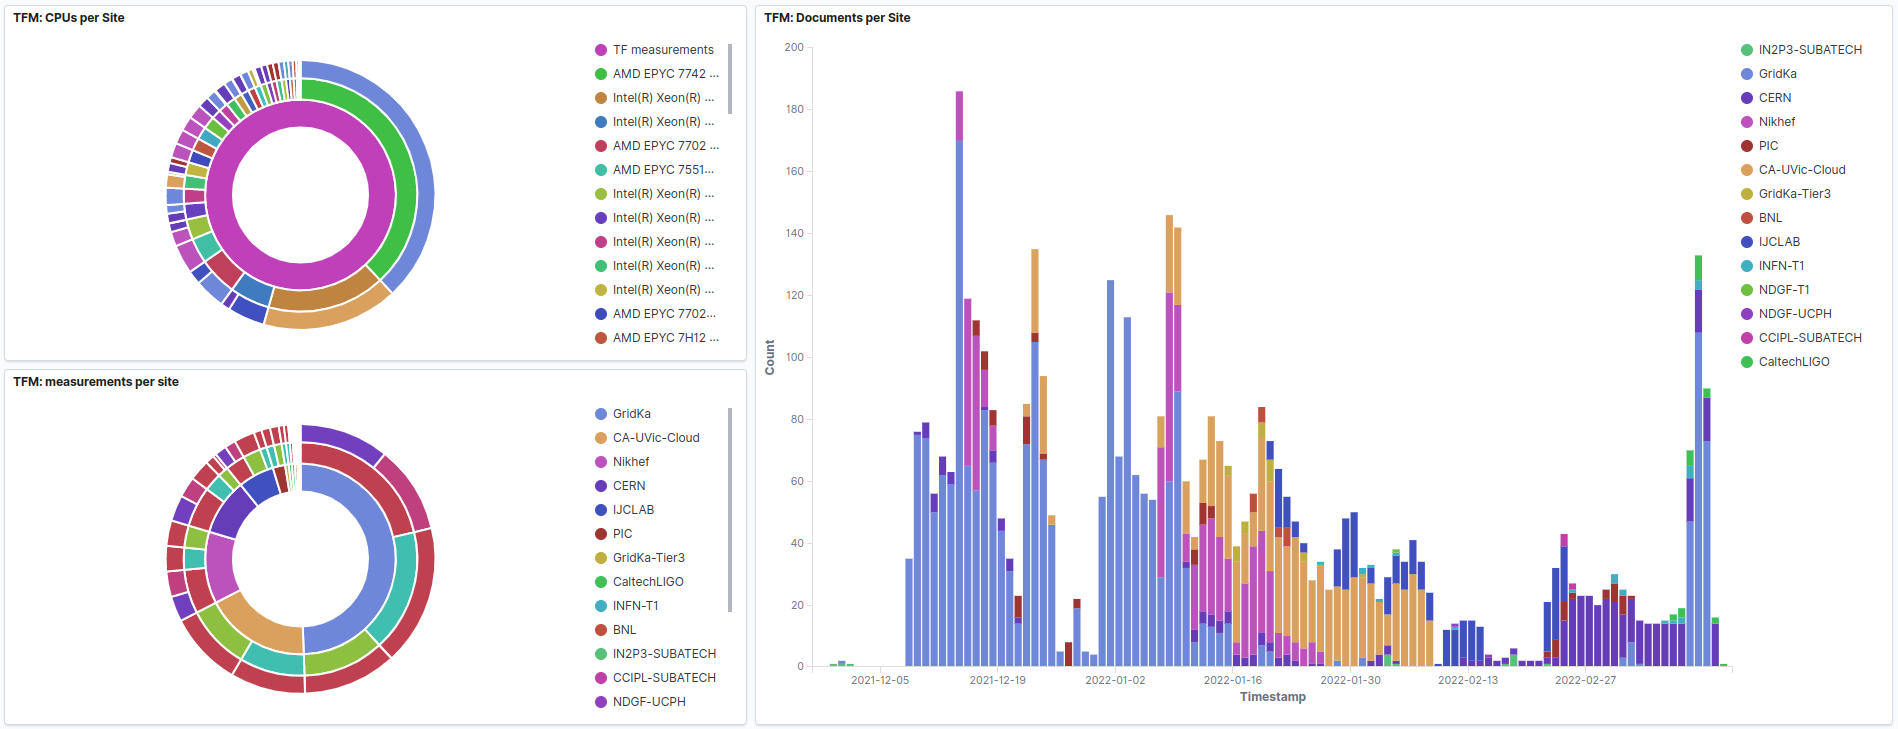 TFM: CPUs per Site
TF measurements
AMD EPYC 7742 ...
Intel(R) Xeon(R) ...
Intel(R) Xeon(R) ...
AMD EPYC 7702 ...
AMD EPYC 7551...
Intel(R) Xeon(R) ...
Intel(R) Xeon(R) ...
Intel(R) Xeon(R) ...
Intel(R) Xeon(R) ...
Intel(R) Xeon(R) ...
AMD EPYC 7702...
AMD EPYC 7H12 ...
TFM: measurements per site
GridKa
CA-UVic-Cloud
Nikhef
CERN
IJCLAB
PIC
GridKa-Tier3
CaltechLIGO
INFN-T1
BNL
IN2P3-SUBATECH
CCIPL-SUBATECH
NDGF-UCPH
TFM: Documents per Site
200
180
160
140
120
100
80
60
40
20
0
Count
2021-12-05
2021-12-19
2022-01-02
2022-01-16
2022-01-30
2022-02-13
2022-02-27
Timestamp
IN2P3-SUBATECH
GridKa
CERN
Nikhef
PIC
CA-UVic-Cloud
GridKa-Tier3
BNL
IJCLAB
INFN-T1
NDGF-T1
NDGF-UCPH
CCIPL-SUBATECH
CaltechLIGO